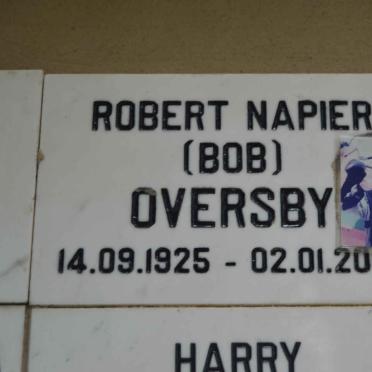 ROBERT NAPIER
(BOB)
OVERSBY
14.09.1925 - 02.01.20
HARRY